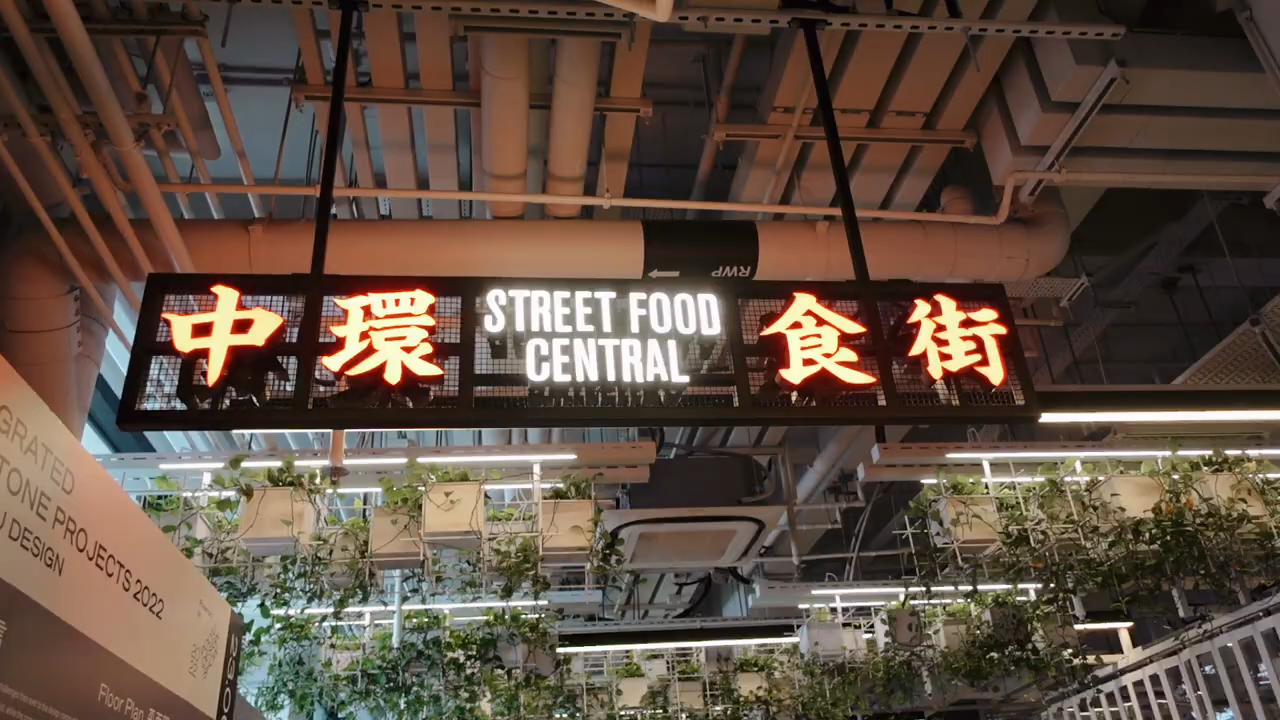 RWP
中環
STREET FOOD
CENTRAL
食街
GRATED
TONE PROJECTS 2022
DESIGN
Floor Plan